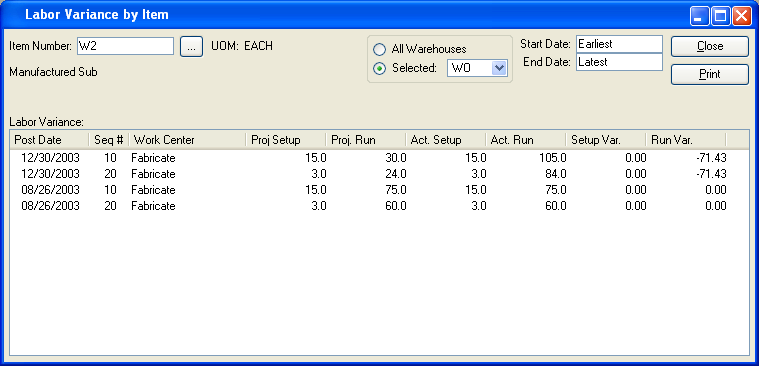 Labor Variance by Item
Item Number: W2 ... UOM: EACH
Manufactured Sub
All Warehouses
Selected: W0
Start Date: Earliest
End Date: Latest
Close
Print
Labor Variance:
Post Date Seq # Work Center Proj Setup Proj. Run Act. Setup Act. Run Setup Var. Run Var.
12/30/2003 10 Fabricate 15.0 30.0 15.0 105.0 0.00 -71.43
12/30/2003 20 Fabricate 3.0 24.0 3.0 84.0 0.00 -71.43
08/26/2003 10 Fabricate 15.0 75.0 15.0 75.0 0.00 0.00
08/26/2003 20 Fabricate 3.0 60.0 3.0 60.0 0.00 0.00